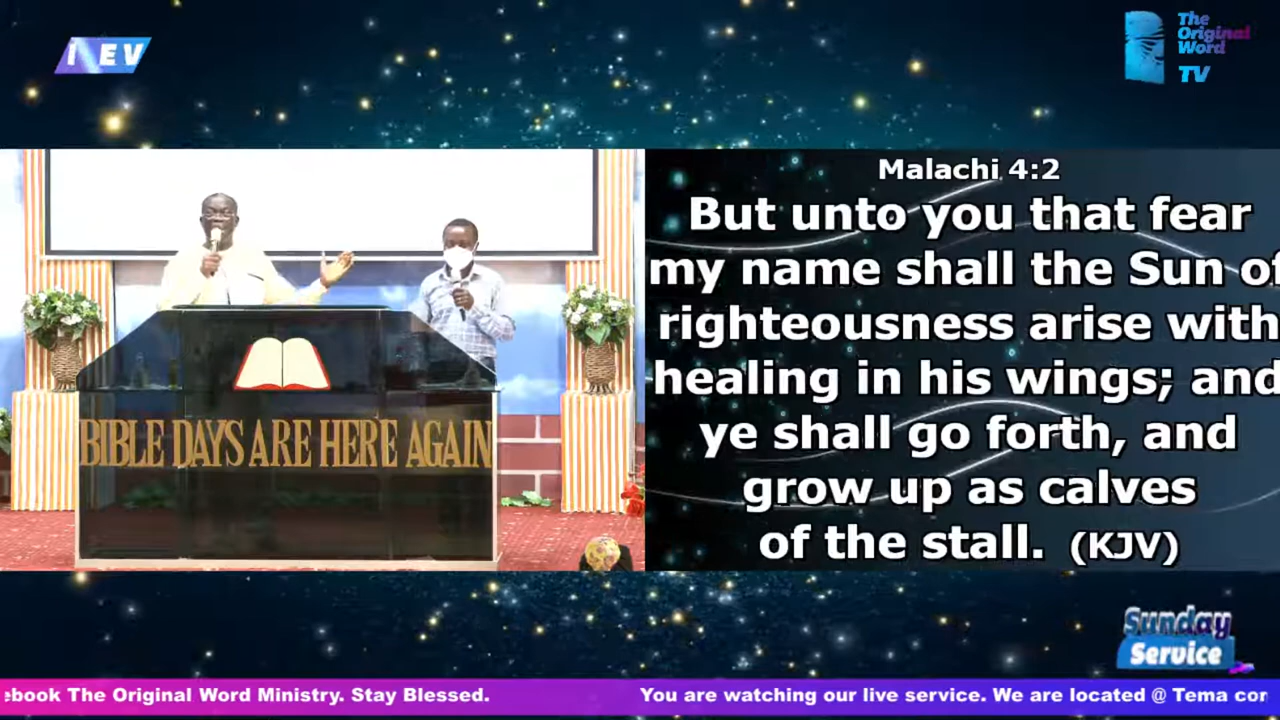 The
Original
Word
TV
Malachi 4:2
But unto you that fear
my name shall the Sun of
righteousness arise with
healing in his wings; and
ye shall go forth, and
grow up as calves
of the stall. (KJV)
BIBLE DAYS ARE HERE AGAIN
Sunday
Service
ebook The Original Word Ministry. Stay Blessed. You are watching our live service. We are located @ Tema con